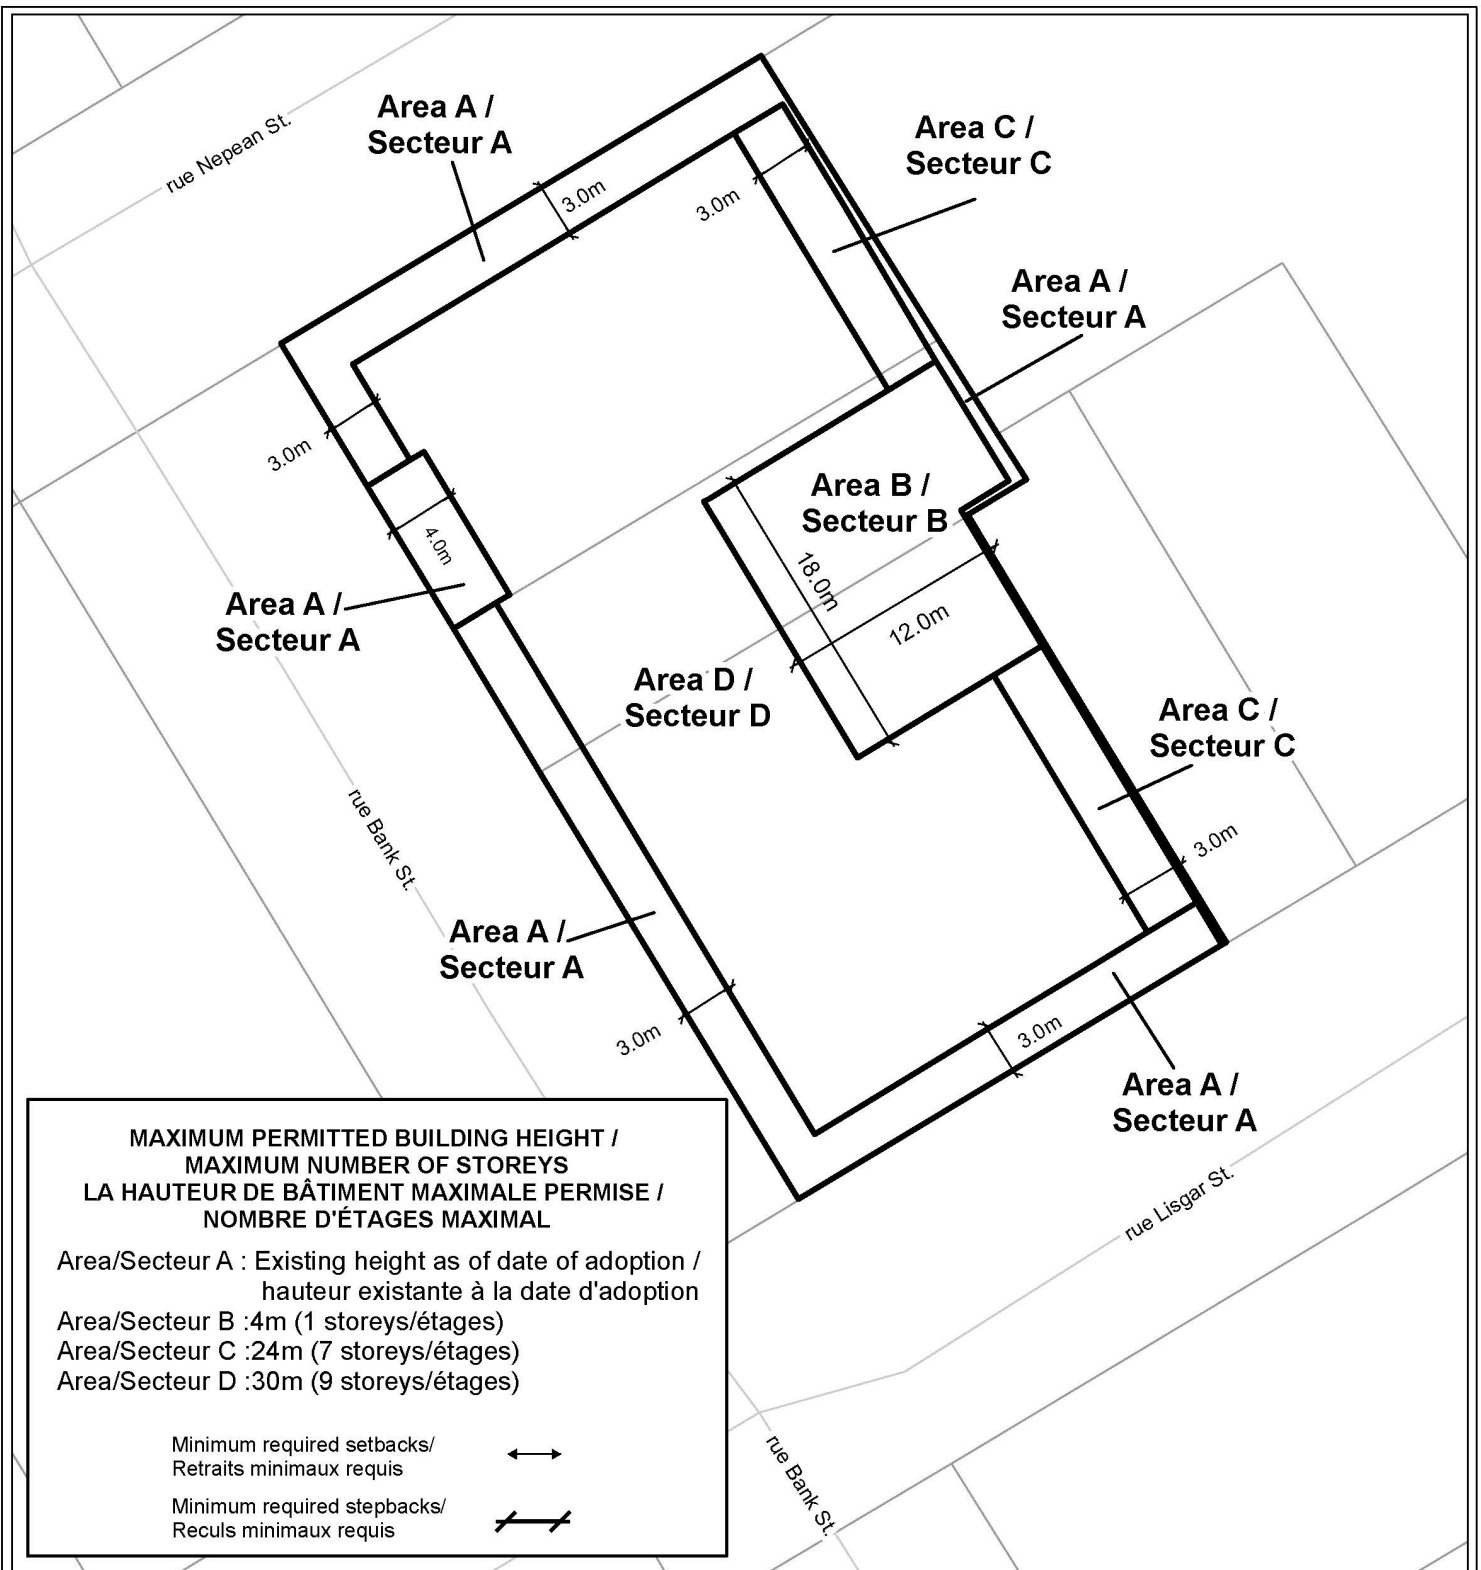 Area A /
Secteur A
rue Nepean St.
3.0m
3.0m
Area C /
Secteur C
Area A /
Secteur A
3.0m
4.0m
Area A /
Secteur A
Area B /
Secteur B
18.0m
12.0m
Area D /
Secteur D
Area C /
Secteur C
rue Bank St.
3.0m
Area A /
Secteur A
3.0m
3.0m
Area A /
Secteur A
rue Lisgar St.
MAXIMUM PERMITTED BUILDING HEIGHT /
MAXIMUM NUMBER OF STOREYS
LA HAUTEUR DE BÂTIMENT MAXIMALE PERMISE /
NOMBRE D'ÉTAGES MAXIMAL
Area/Secteur A : Existing height as of date of adoption /
hauteur existante à la date d'adoption
Area/Secteur B :4m (1 storeys/étages)
Area/Secteur C :24m (7 storeys/étages)
Area/Secteur D :30m (9 storeys/étages)
Minimum required setbacks/
Retraits minimaux requis
Minimum required stepbacks/
Reculs minimaux requis
rue Bank St.